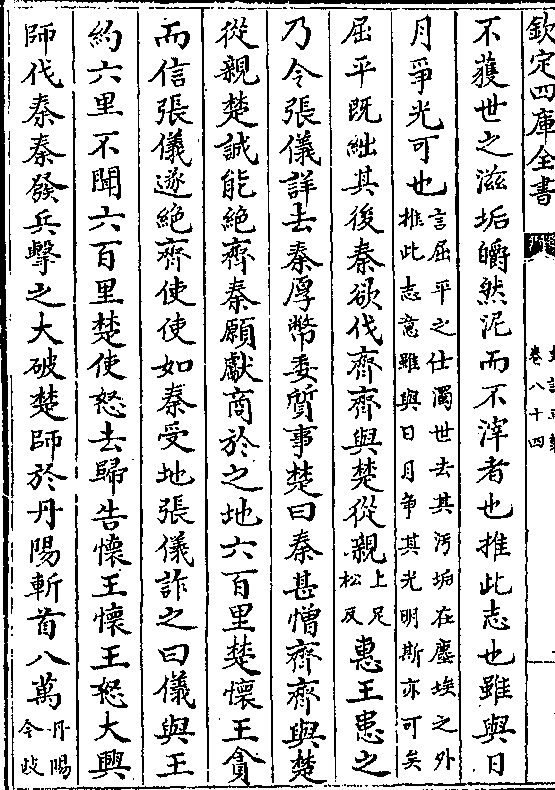 欽定四庫全書
卷八十四
不獲世之滋垢皭然泥而不滓者也推此志也雖與日
月爭光可也言屈平之仕濁世去其汚垢在塵埃之外推此志意雖與日月争其光明斯亦可矣
屈平既絀其後秦欲伐齊齊與楚從親上足松反惠王患之
乃令張儀詳去秦厚幣委質事楚曰秦甚憎齊齊與楚
從親楚誠能絶齊秦願獻商於之地六百里楚懷王貪
而信張儀遂絶齊使使如秦受地張儀詐之曰儀與王
約六里不聞六百里楚使怒去歸告懷王懷王怒大興
師伐秦秦發兵擊之大破楚師於丹陽斬首八萬丹陽今枝